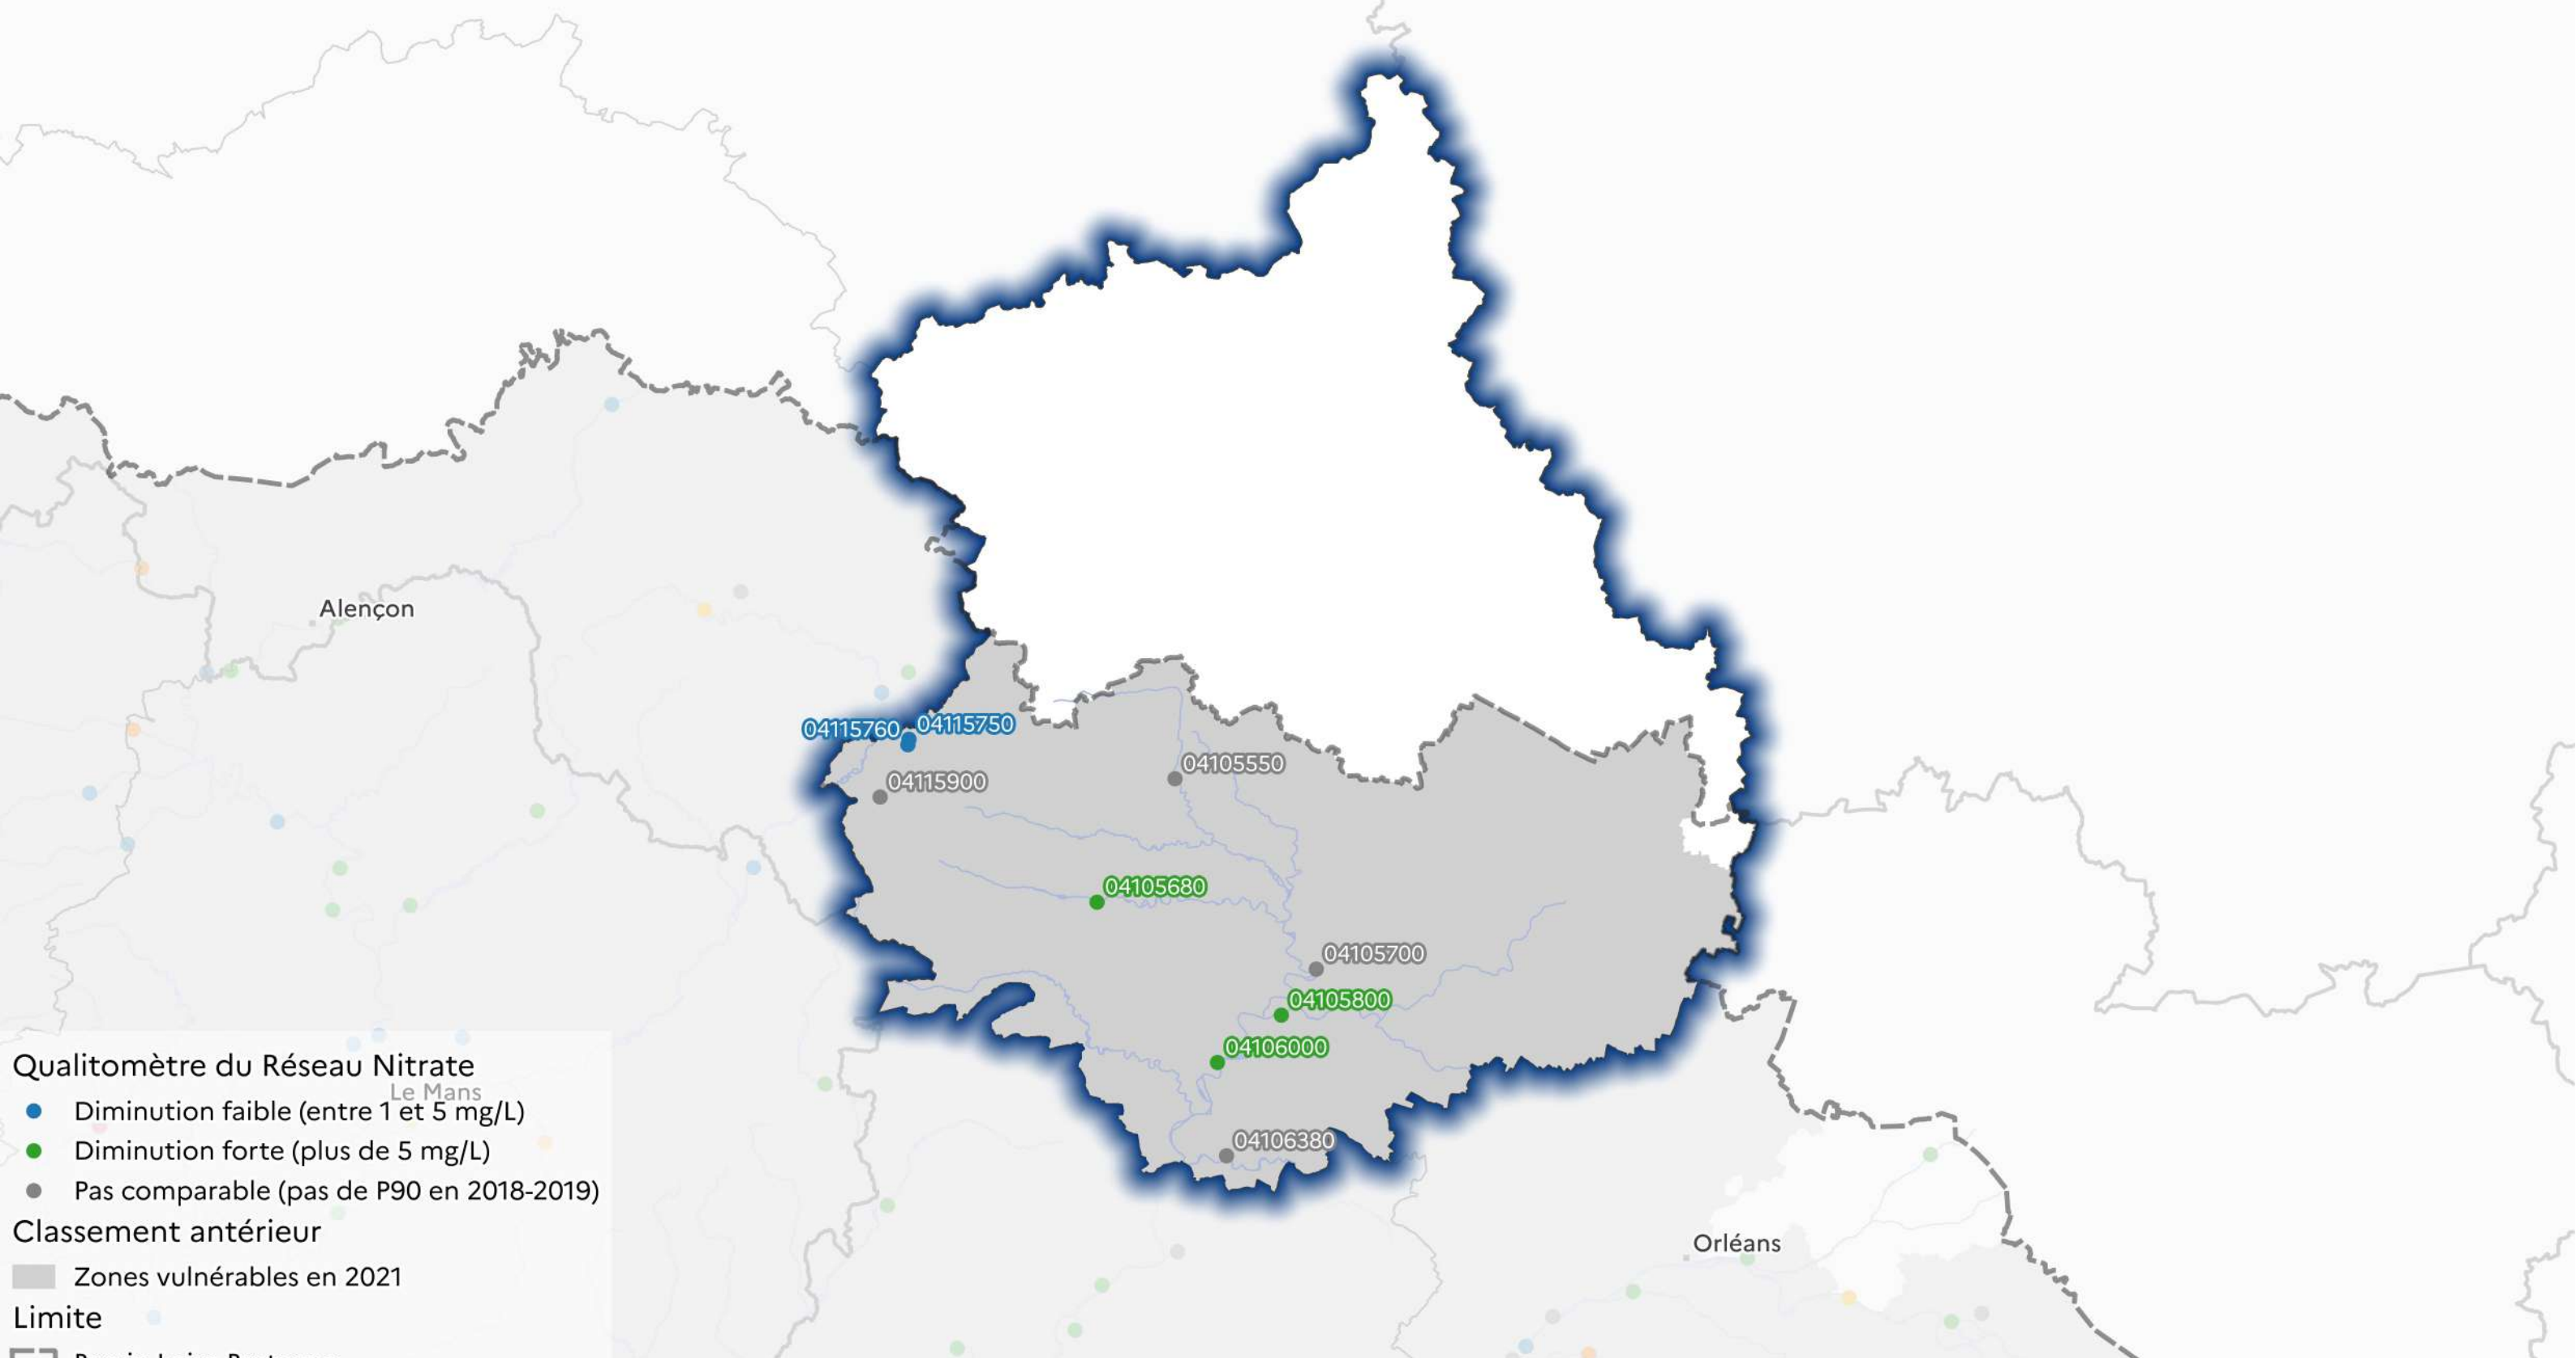 Alençon
04115760
04115750
04105550
04115900
04105680
04105700
04105800
04106000
04106380
Orléans
Qualitomètre du Réseau Nitrate
Le Mans
Diminution faible (entre 1 et 5 mg/L)
Diminution forte (plus de 5 mg/L)
Pas comparable (pas de P90 en 2018-2019)
Classement antérieur
Zones vulnérables en 2021
Limite